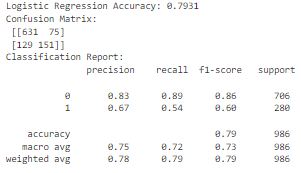 Logistic Regression Accuracy: 0.7931
Confusion Matrix:
[[631 75]
[129 151]]
Classification Report:
precision recall f1-score support
0 0.83 0.89 0.86 706
1 0.67 0.54 0.60 280
accuracy 0.79 986
macro avg 0.75 0.72 0.73 986
weighted avg 0.78 0.79 0.79 986